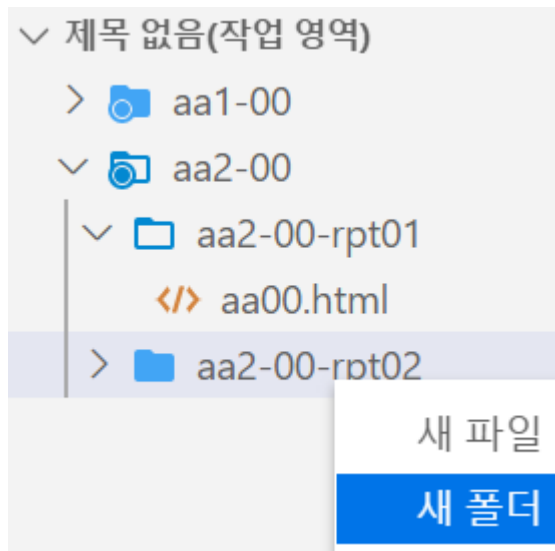 제목 없음(작업 영역)
aa1-00
aa2-00
aa2-00-rpt01
aa00.html
aa2-00-rpt02
새 파일
새 폴더